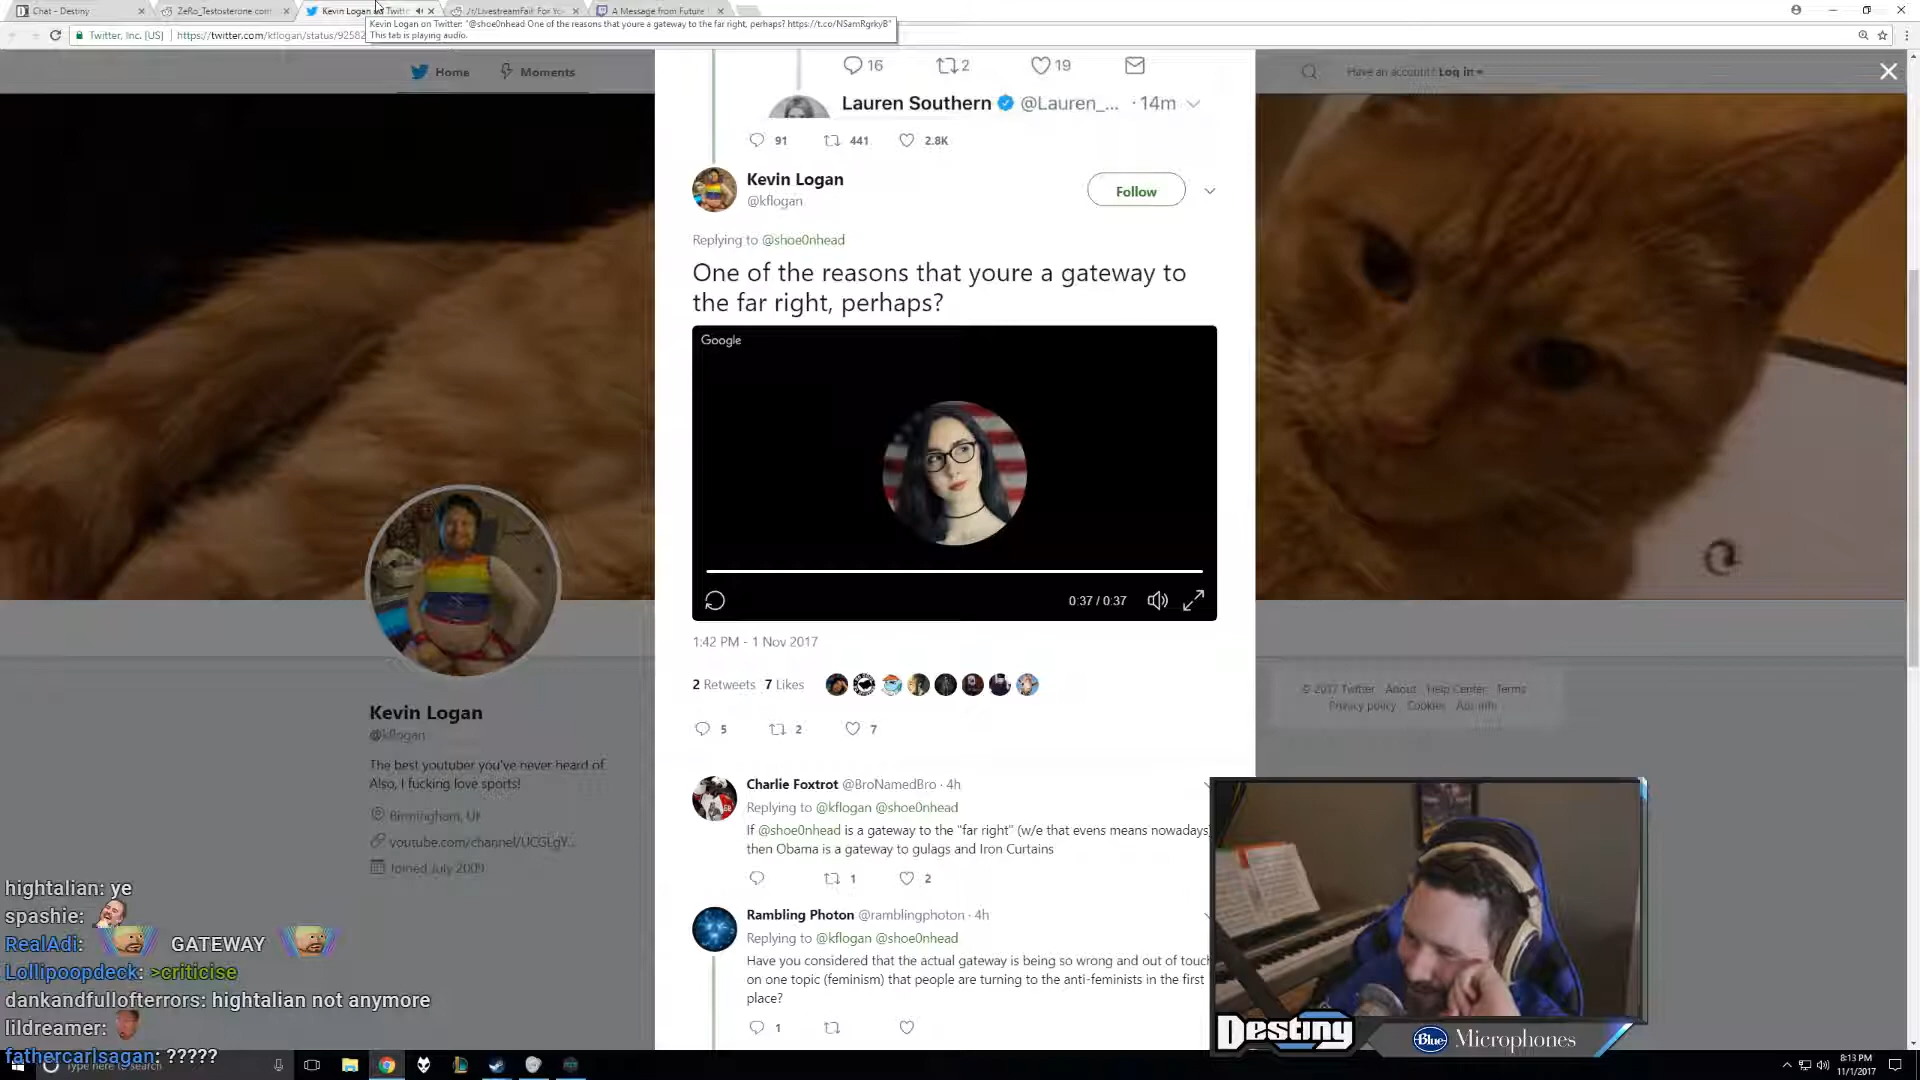 Chat - Destiny
ZeRo_Testosterone com
Kevin Logan on Twitte
/r/LivestreamFail: For Yo
A Message from Future
Kevin Logan on Twitter: "@shoe0nhead One of the reasons that youre a gateway to the far right, perhaps? https://t.co/NSamRgrkyB"
This tab is playing audio.
Twitter, Inc. [US]
https://twitter.com/kflogan/status/92582
Home
Moments
Have an account? Log in
16
2
19
Lauren Southern @Lauren_... · 14m
91
441
2.8K
Kevin Logan
@kflogan
Follow
Replying to @shoe0nhead
One of the reasons that youre a gateway to
the far right, perhaps?
Google
0:37 / 0:37
1:42 PM - 1 Nov 2017
2 Retweets 7 Likes
5
2
7
Charlie Foxtrot @BroNamedBro · 4h
Replying to @kflogan @shoe0nhead
If @shoe0nhead is a gateway to the "far right" (w/e that evens means nowadays)
then Obama is a gateway to gulags and Iron Curtains
1
2
Rambling Photon @ramblingphoton · 4h
Replying to @kflogan @shoe0nhead
Have you considered that the actual gateway is being so wrong and out of touch
on one topic (feminism) that people are turning to the anti-feminists in the first
place?
1
Kevin Logan
@kflogan
The best youtuber you've never heard of
Also, I fucking love sports!
Birmingham, UK
youtube.com/channel/UCGLgY...
Joined July 2009
© 2017 Twitter About Help Center Terms
Privacy policy Cookies Ads info
hightalian: ye
spashie:
RealAdi: GATEWAY
Lollipoopdeck: >criticise
dankandfullofterrors: hightalian not anymore
lildreamer:
fathercarlsagan: ?????
Type here to search
Destiny
Blue Microphones
8:13 PM
11/1/2017